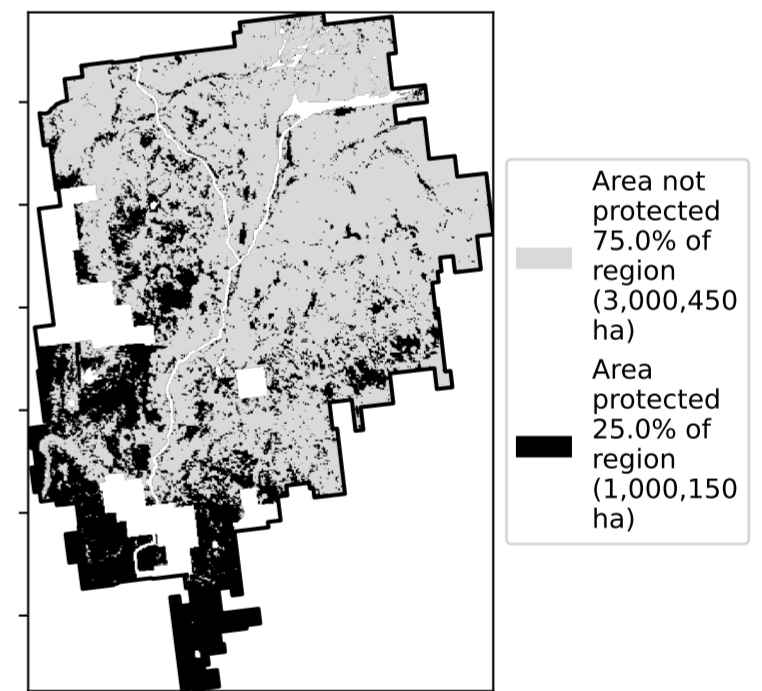 Area not
protected
75.0% of
region
(3,000,450
ha)
Area
protected
25.0% of
region
(1,000,150
ha)